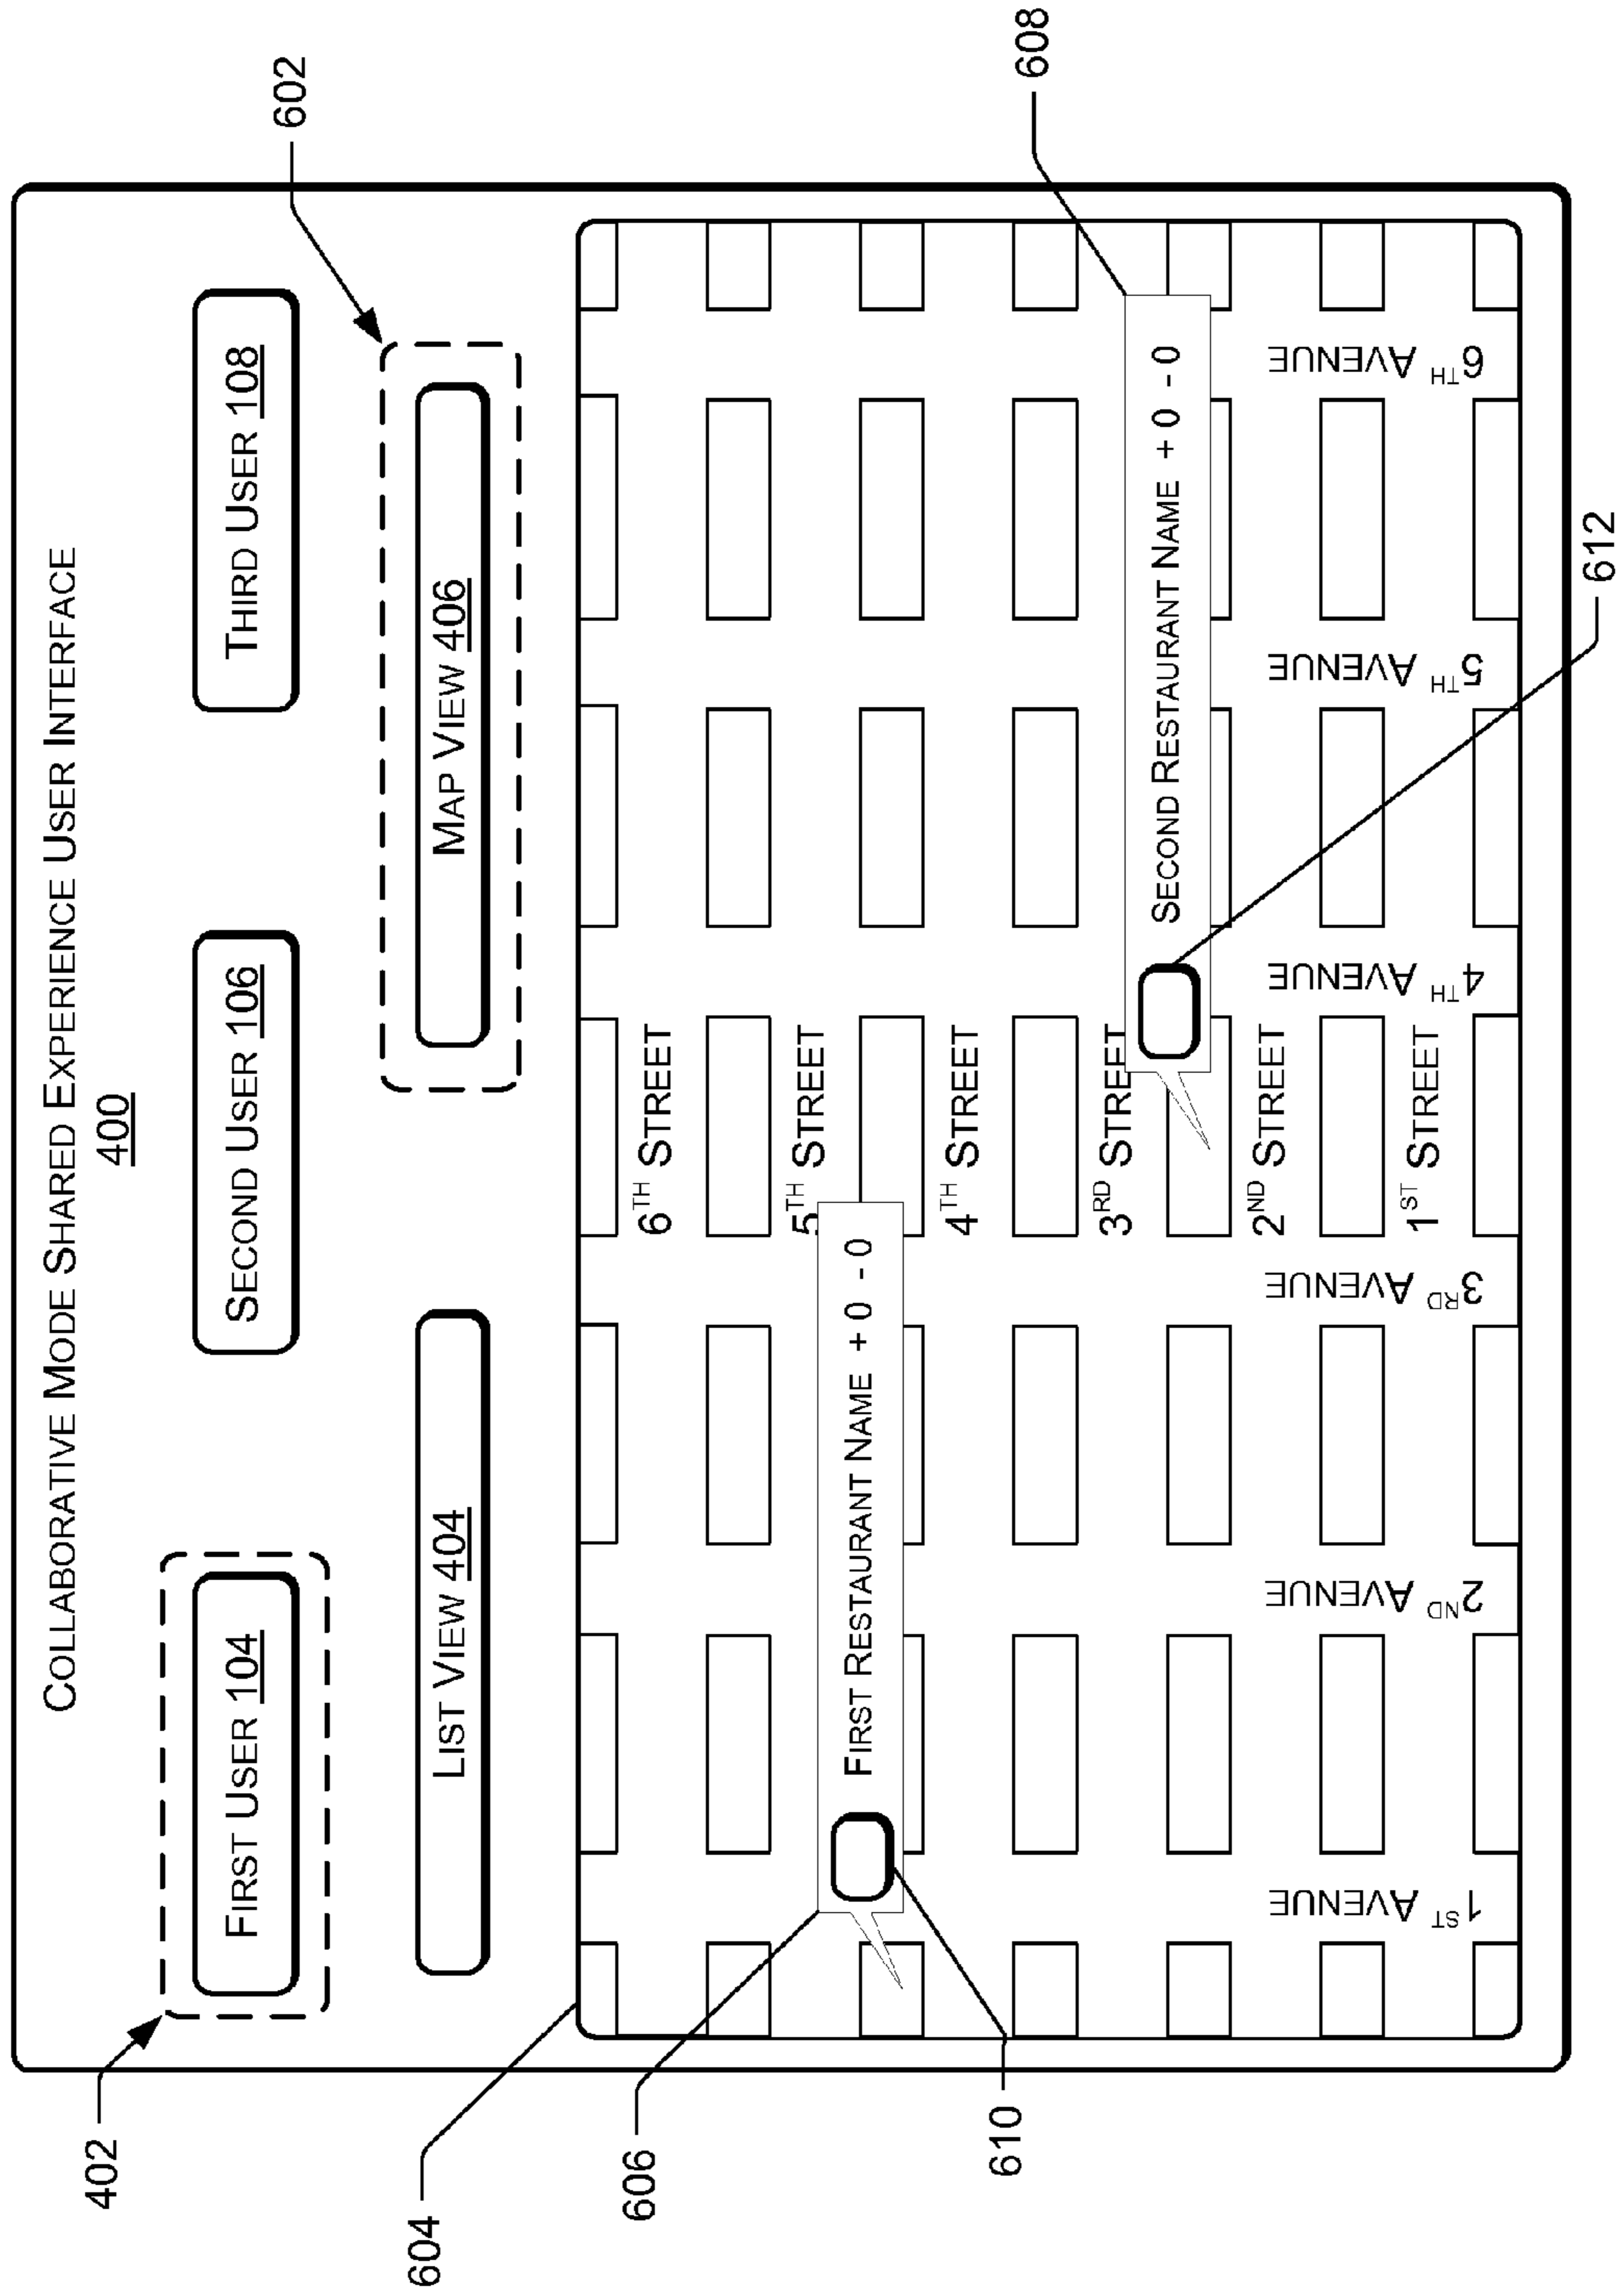 COLLABORATIVE MODE SHARED EXPERIENCE USER INTERFACE
400
402
FIRST USER 104
SECOND USER 106
THIRD USER 108
602
LIST VIEW 404
MAP VIEW 406
604
6TH STREET
5TH STREET
606
FIRST RESTAURANT NAME + 0 - 0
4TH STREET
610
608
3RD STREET
SECOND RESTAURANT NAME + 0 - 0
2ND STREET
1ST STREET
1ST AVENUE
2ND AVENUE
3RD AVENUE
4TH AVENUE
5TH AVENUE
6TH AVENUE
612